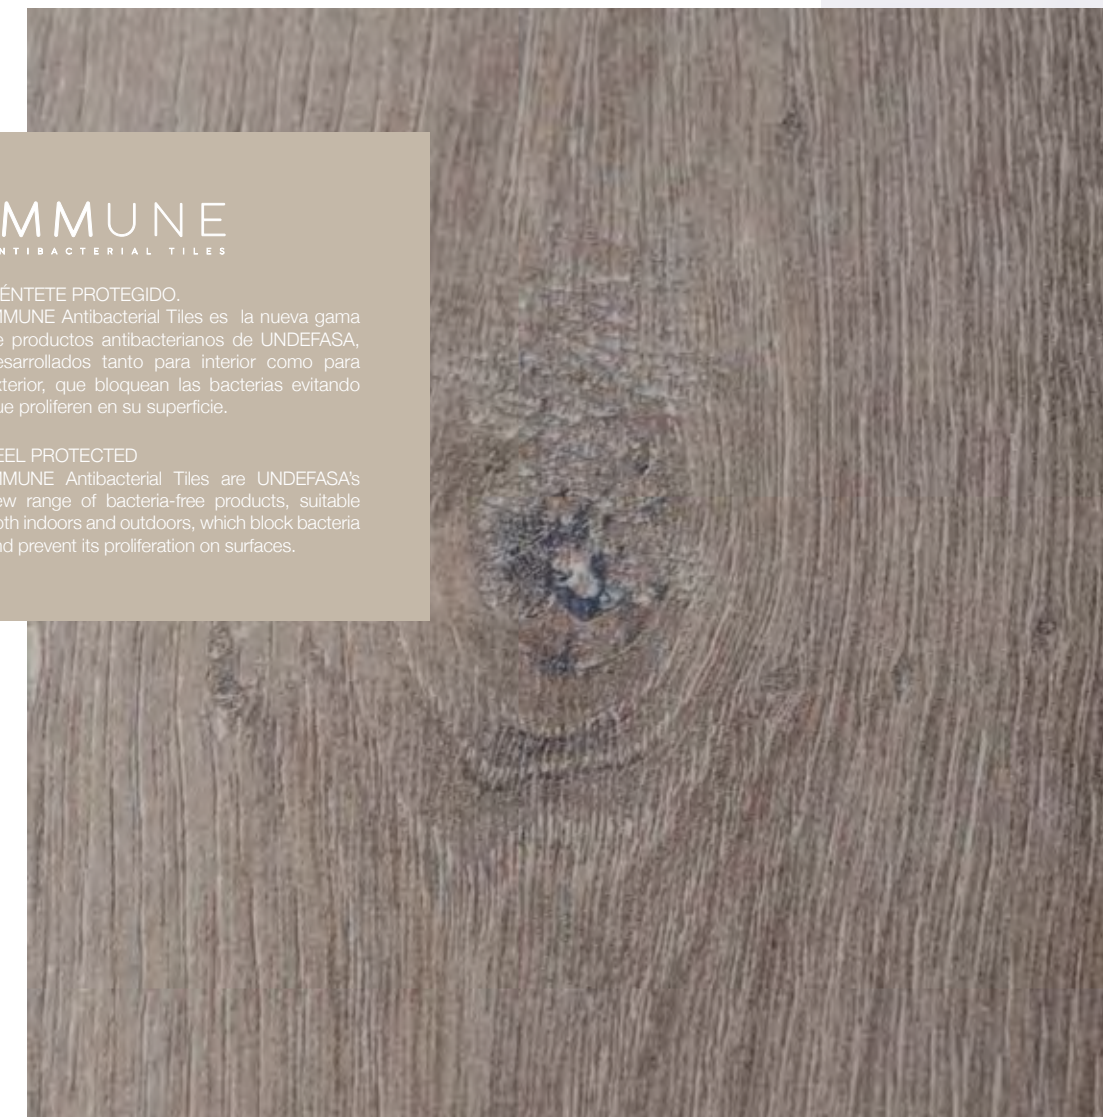 MMUNE
NTIBACTERIAL TILES
ÉNTETE PROTEGIDO.
MMUNE Antibacterial Tiles es la nueva gama
e productos antibacterianos de UNDEFASA,
esarrollados tanto para interior como para
xterior, que bloquean las bacterias evitando
ue proliferen en su superficie.
EEL PROTECTED
MMUNE Antibacterial Tiles are UNDEFASA's
ew range of bacteria-free products, suitable
oth indoors and outdoors, which block bacteria
nd prevent its proliferation on surfaces.